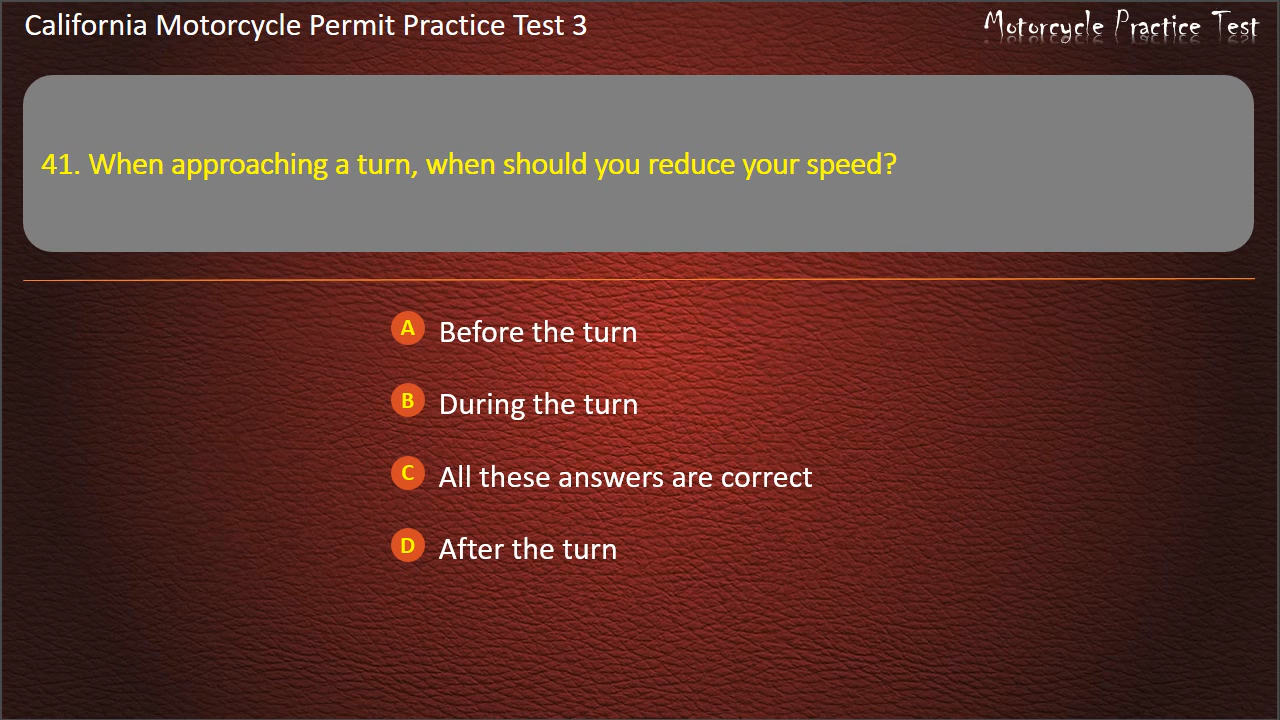 California Motorcycle Permit Practice Test 3
Motorcycle Practice Test
41. When approaching a turn, when should you reduce your speed?
A Before the turn
B During the turn
C All these answers are correct
D After the turn